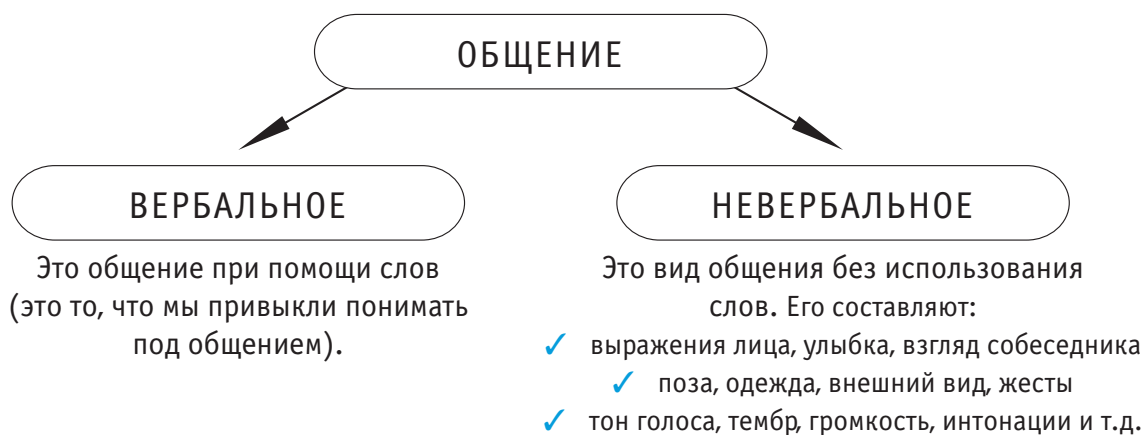 ОБЩЕНИЕ
ВЕРБАЛЬНОЕ
Это общение при помощи слов
(это то, что мы привыкли понимать
под общением).
НЕВЕРБАЛЬНОЕ
Это вид общения без использования
слов. Его составляют:
✓ выражения лица, улыбка, взгляд собеседника
✓ поза, одежда, внешний вид, жесты
✓ тон голоса, тембр, громкость, интонации и т.д.